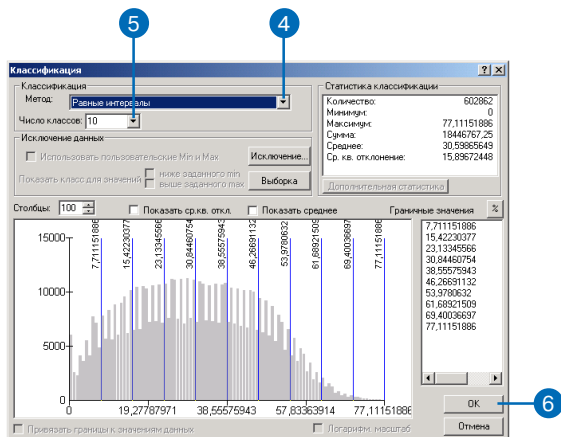 5
4
Классификация
Классификация
Метод: Равные интервалы
Число классов: 10
Статистика классификации
Количество: 602862
Минимум: 0
Максимум: 77,11151886
Сумма: 18446767,25
Среднее: 30,59865649
Ср. кв. отклонение: 15,89672448
Дополнительная статистика
Исключение данных
Использовать пользовательские Min и Max
Исключение...
Показать класс для значений
ниже заданного min
выше заданного max
Выборка
Столбцы: 100
Показать ср.кв. откл.
Показать среднее
Граничные значения
%
7,711151886
15,42230377
23,13345566
30,84460754
38,55575943
46,26691132
53,9780632
61,68921509
69,40036697
77,11151886
15000
10000
5000
0
0
19,27787971
38,55575943
57,83363914
77,11151886
7,711151886
15,42230377
23,13345566
30,84460754
38,55575943
46,26691132
53,9780632
61,68921509
69,40036697
77,11151886
OK
6
Отмена
Привязать границы к значениям данных
Логарифм. масштаб